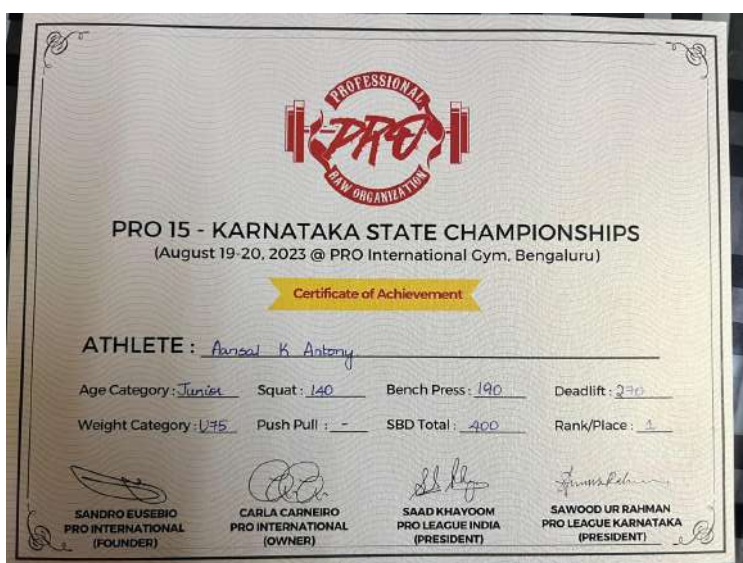 PROFESSIONAL
PRO
RAW ORGANIZATION
PRO 15 - KARNATAKA STATE CHAMPIONSHIPS
(August 19-20, 2023 @ PRO International Gym, Bengaluru)
Certificate of Achievement
ATHLETE : Aansal K Antony
Age Category : Junior Squat : 140 Bench Press : 190 Deadlift : 270
Weight Category : U75 Push Pull : - SBD Total : 400 Rank/Place : 1
SANDRO EUSEBIO CARLA CARNEIRO SAAD KHAYOOM SAWOOD UR RAHMAN
PRO INTERNATIONAL PRO INTERNATIONAL PRO LEAGUE INDIA PRO LEAGUE KARNATAKA
(FOUNDER) (OWNER) (PRESIDENT) (PRESIDENT)